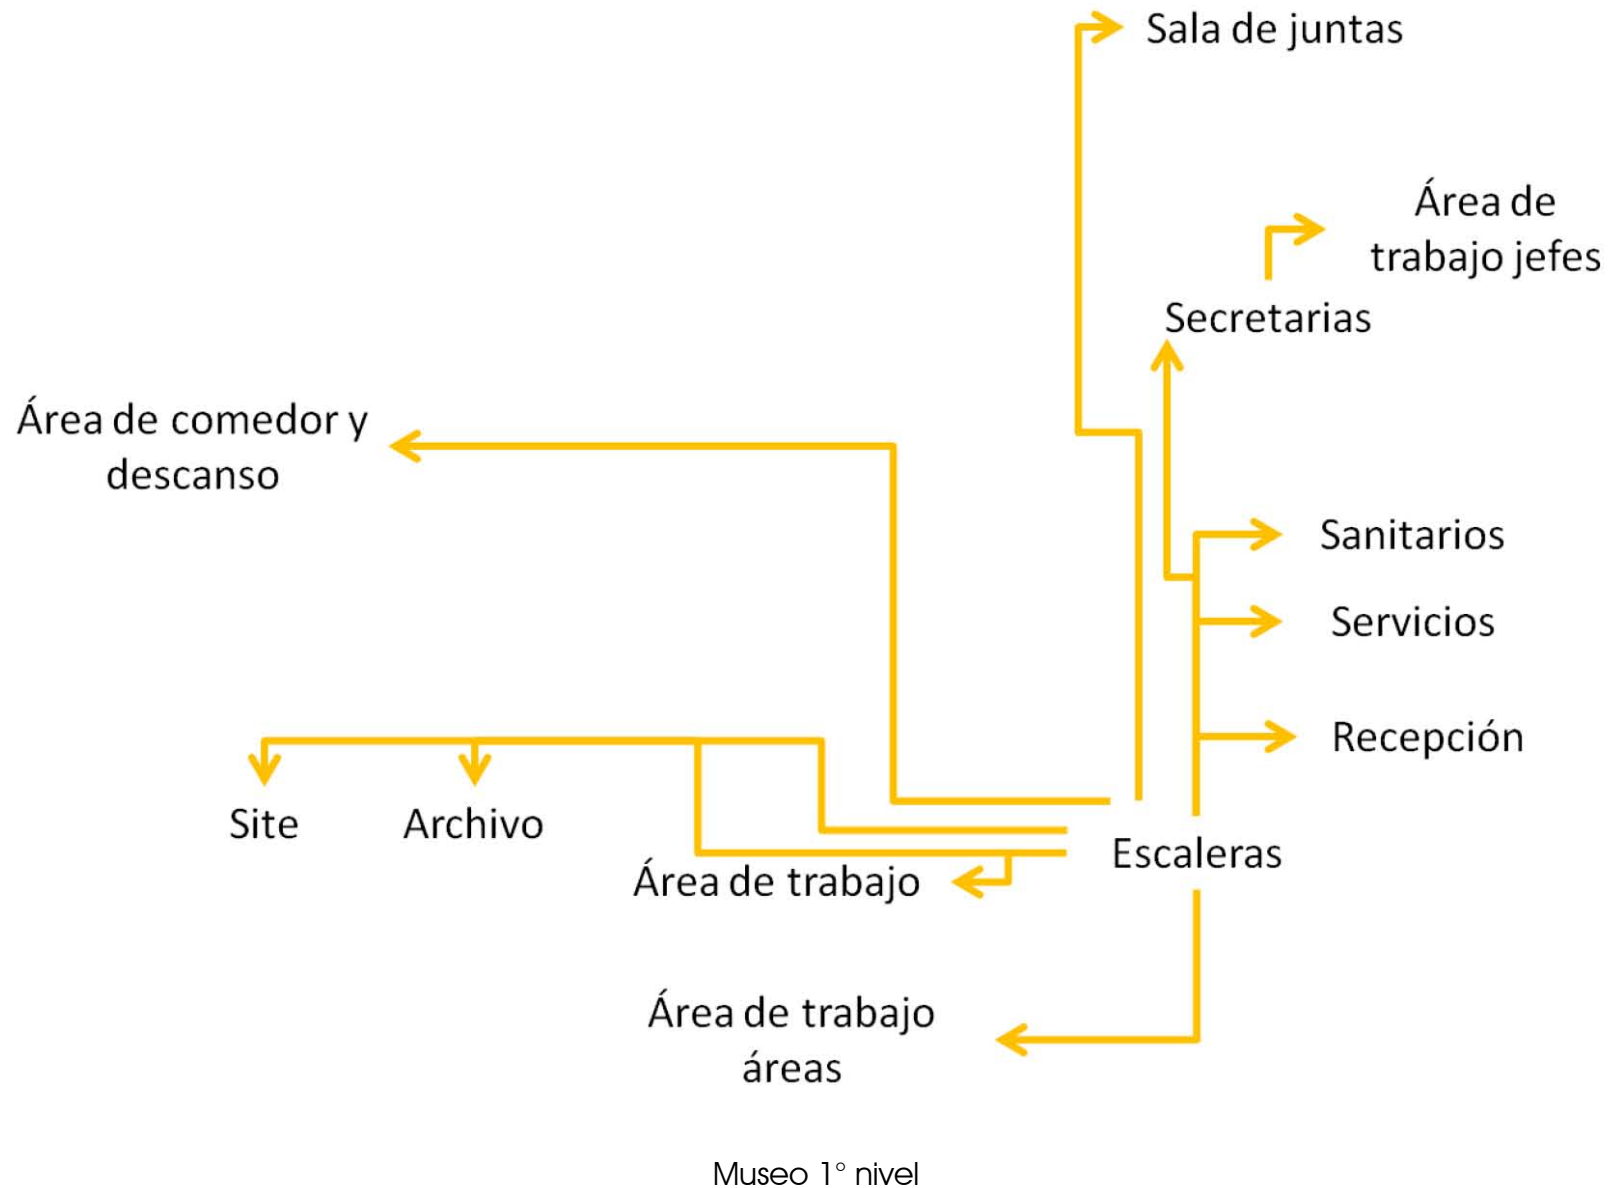 Sala de juntas
Área de
trabajo jefes
Secretarias
Área de comedor y
descanso
Sanitarios
Servicios
Recepción
Site
Archivo
Escaleras
Área de trabajo
Área de trabajo
áreas
Museo 1° nivel